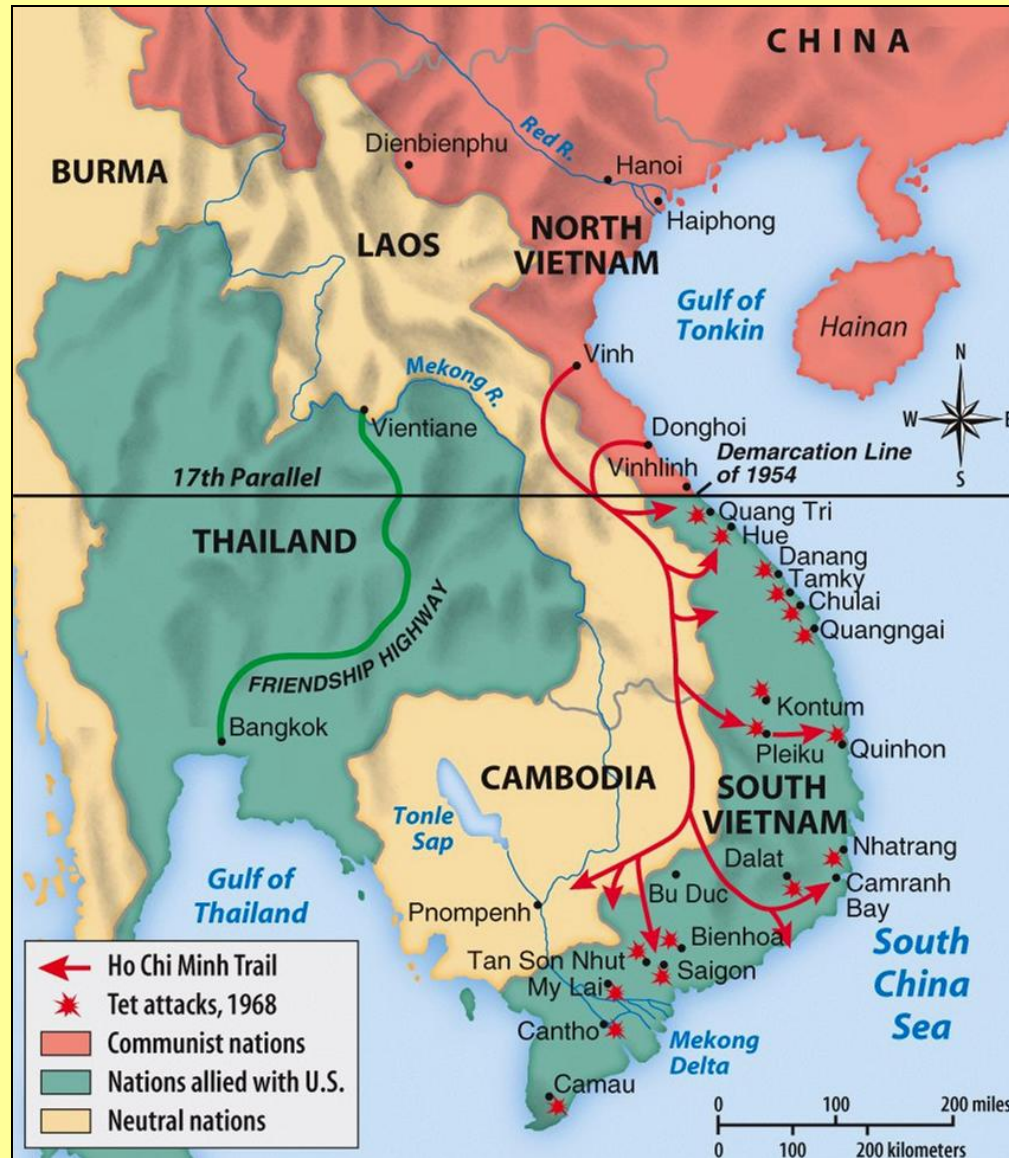 CHINA
BURMA
Dienbienphu
Red R.
Hanoi
Haiphong
LAOS
NORTH
VIETNAM
Gulf of
Tonkin
Hainan
Vinh
Mekong R.
Vientiane
Donghoi
Vinhlinh
Demarcation Line
of 1954
N
W
E
S
17th Parallel
THAILAND
Quang Tri
Hue
Danang
Tamky
Chulai
Quangngai
FRIENDSHIP HIGHWAY
Bangkok
Kontum
Pleiku
Quinhon
CAMBODIA
SOUTH
VIETNAM
Tonle
Sap
Dalat
Nhatrang
Camranh
Bay
Bu Duc
Gulf of
Thailand
Pnompenh
Bienhoa
Tan Son Nhut
Saigon
South
China
Sea
My Lai
Cantho
Mekong
Delta
Camau
Ho Chi Minh Trail
Tet attacks, 1968
Communist nations
Nations allied with U.S.
Neutral nations
0 100 200 miles
0 100 200 kilometers